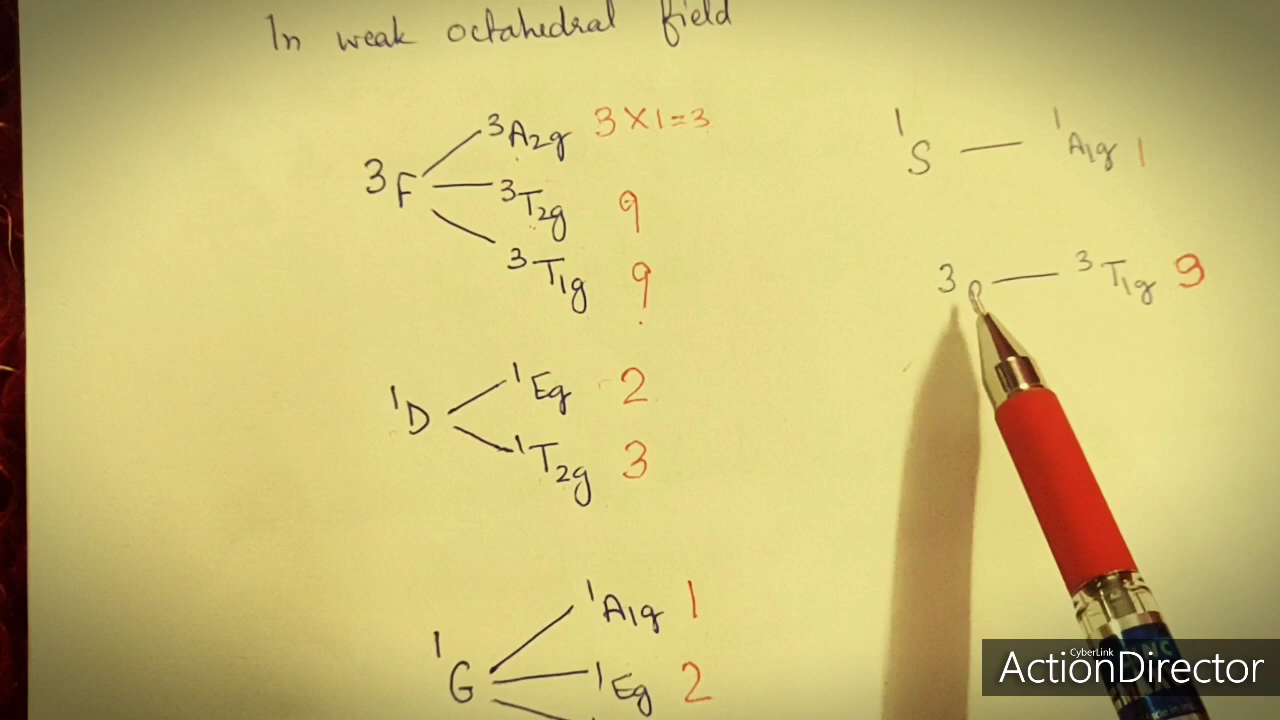 In weak octahedral field
³F
³A₂g 3 X 1 = 3
³T₂g 9
³T₁g 9
¹D
¹Eg 2
¹T₂g 3
¹G
¹A₁g 1
¹Eg 2
¹S — ¹A₁g 1
³P — ³T₁g 9
CyberLink
ActionDirector